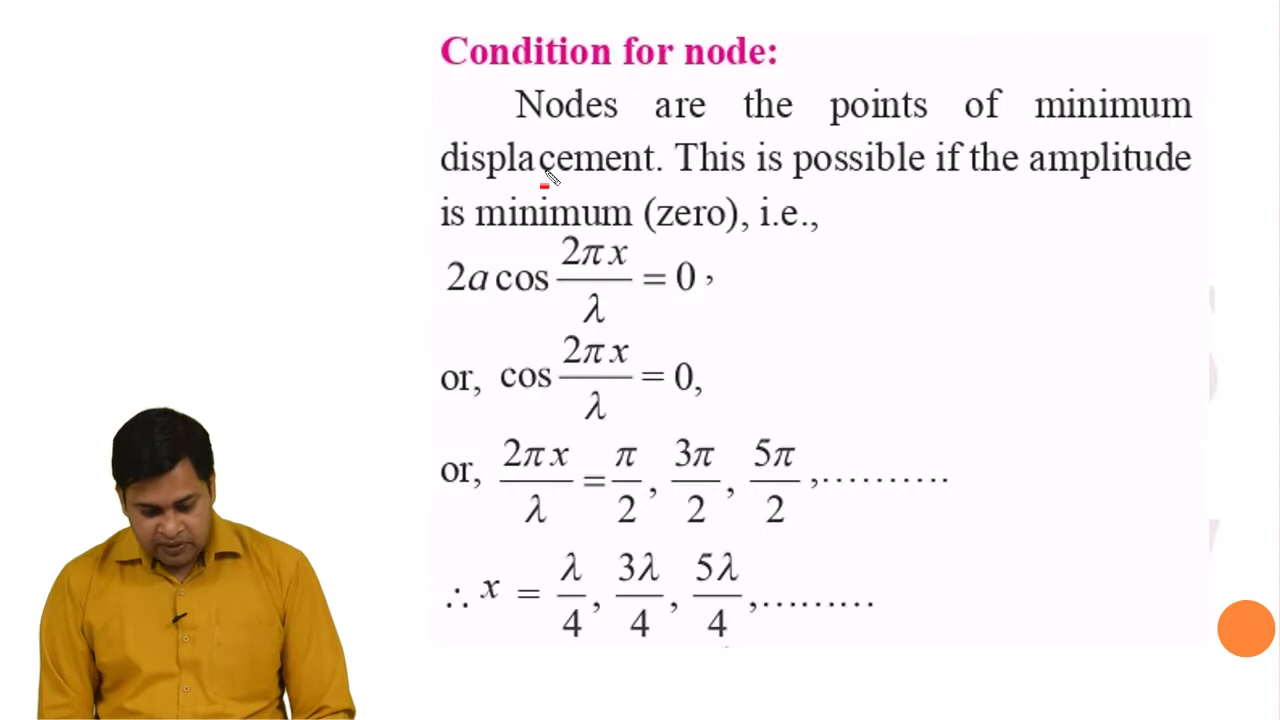 Condition for node:
Nodes are the points of minimum
displacement. This is possible if the amplitude
is minimum (zero), i.e.,
2a cos 2πx/λ = 0 ,
or, cos 2πx/λ = 0,
or, 2πx/λ = π/2, 3π/2, 5π/2,..........
∴ x = λ/4, 3λ/4, 5λ/4,.........